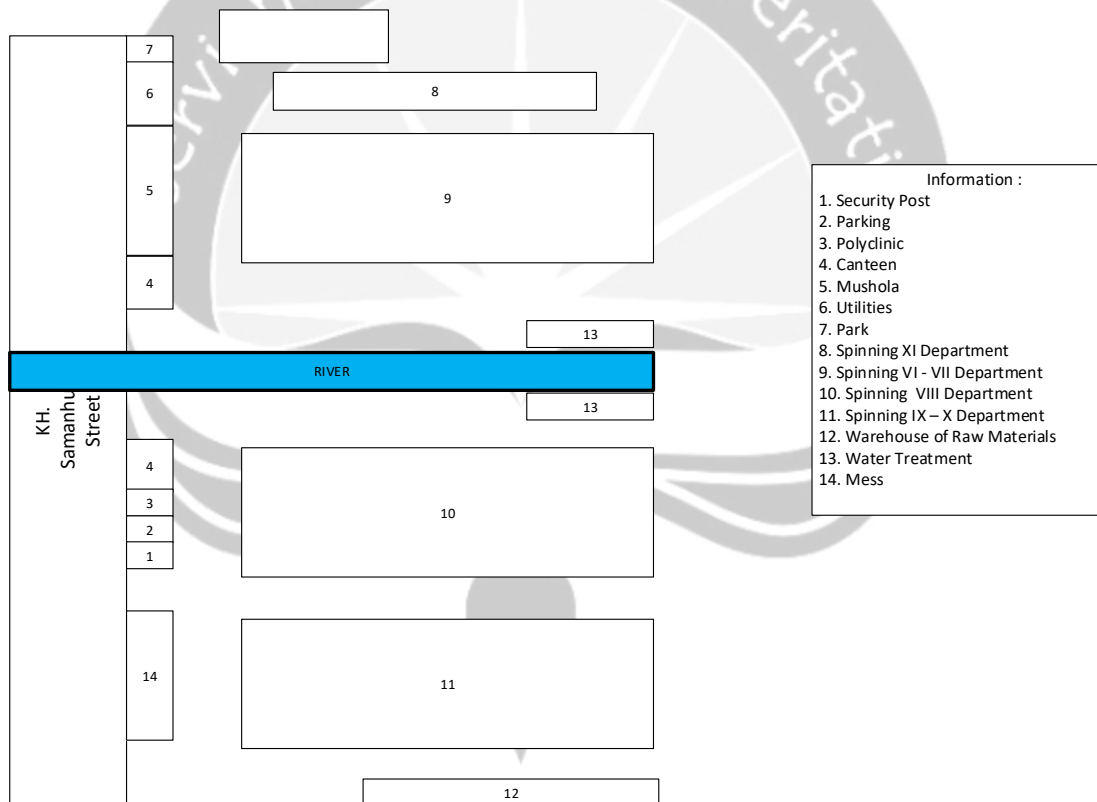 7
6
8
5
9
4
13
RIVER
13
KH.
Samanhu
Street
4
3
10
2
1
14
11
12
Information :
1. Security Post
2. Parking
3. Polyclinic
4. Canteen
5. Mushola
6. Utilities
7. Park
8. Spinning XI Department
9. Spinning VI - VII Department
10. Spinning  VIII Department
11. Spinning IX – X Department
12. Warehouse of Raw Materials
13. Water Treatment
14. Mess